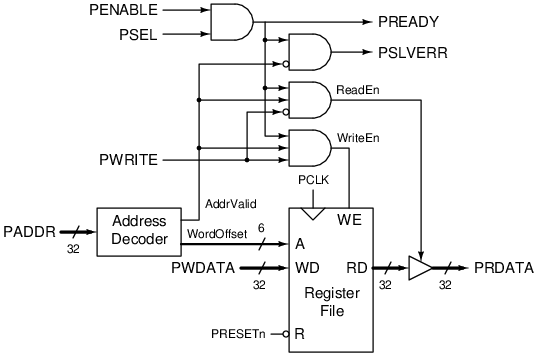 PENABLE
PREADY
PSEL
PSLVERR
ReadEn
WriteEn
PWRITE
PCLK
AddrValid
WE
Address
Decoder
PADDR
32
WordOffset
6
A
PWDATA
32
WD
RD
32
32
PRDATA
Register
File
PRESETn
R